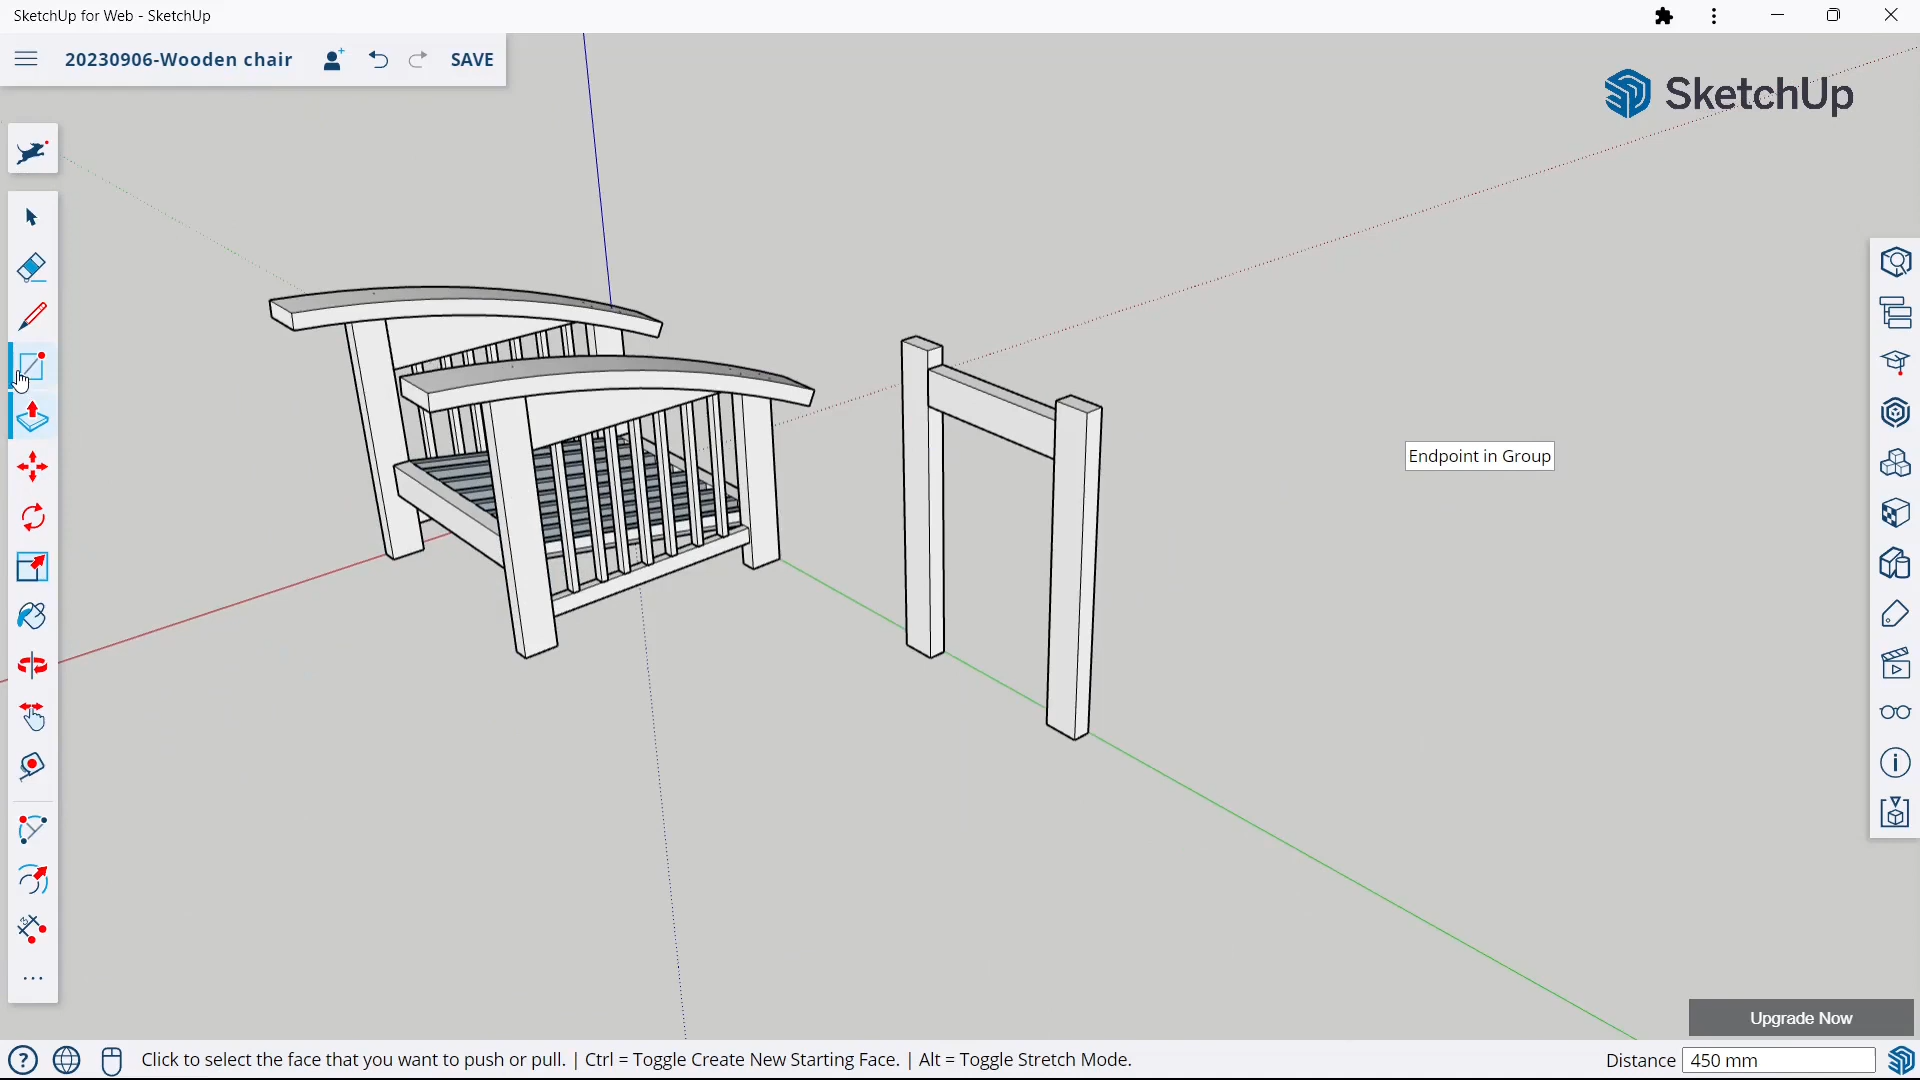 SketchUp for Web - SketchUp
20230906-Wooden chair
SAVE
SketchUp
Endpoint in Group
Upgrade Now
Click to select the face that you want to push or pull. | Ctrl = Toggle Create New Starting Face. | Alt = Toggle Stretch Mode.
Distance 450 mm